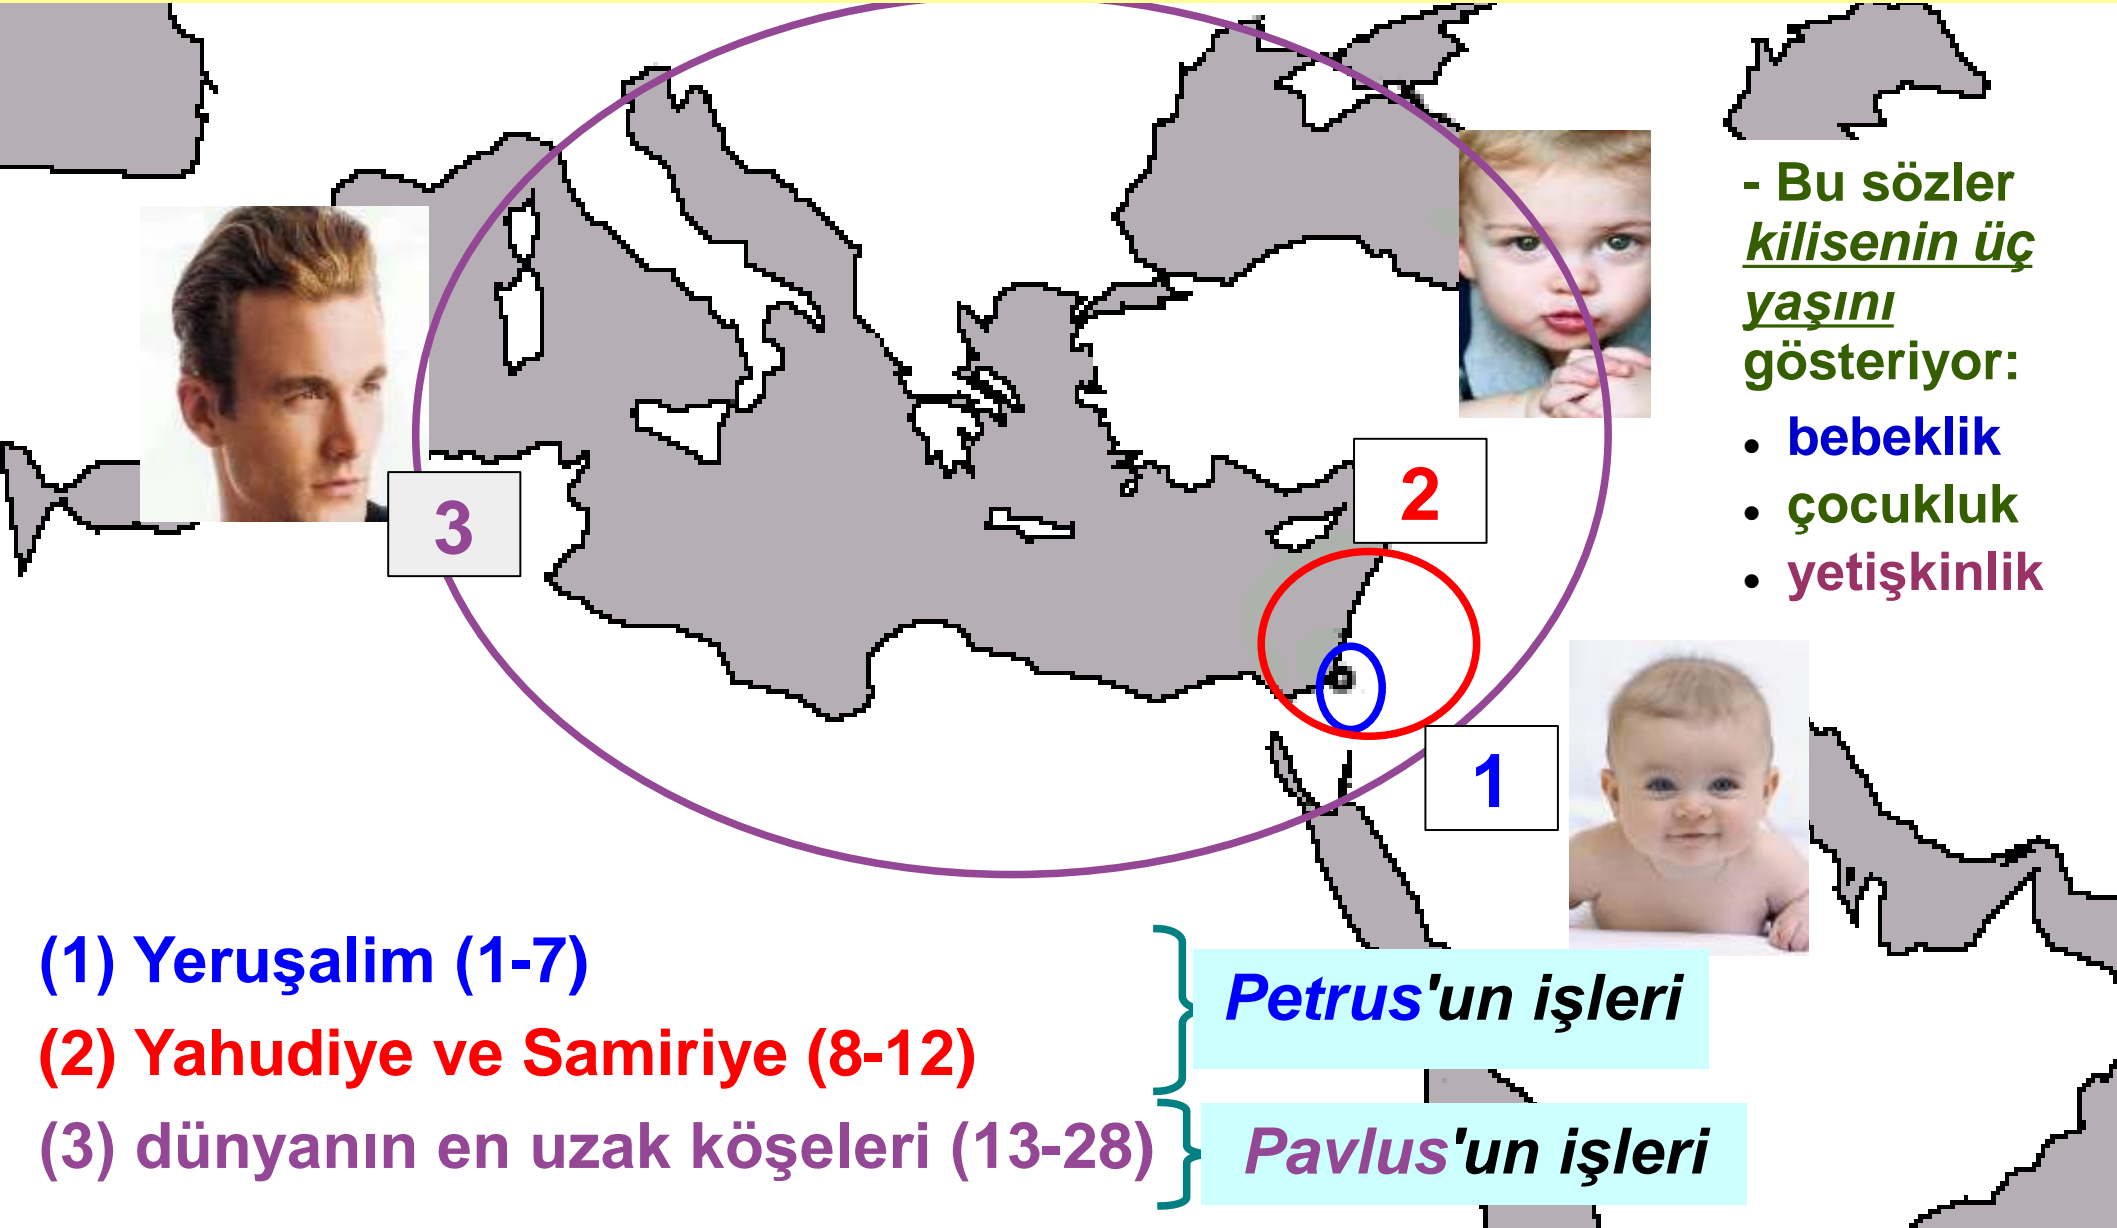 - Bu sözler
kilisenin üç
yaşını
gösteriyor:
• bebeklik
• çocukluk
• yetişkinlik
3
2
1
(1) Yeruşalim (1-7)
(2) Yahudiye ve Samiriye (8-12)
(3) dünyanın en uzak köşeleri (13-28)
Petrus'un işleri
Pavlus'un işleri